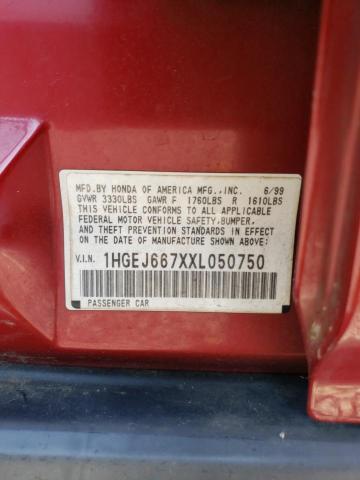 MFD.BY HONDA OF AMERICA MFG.,INC. 6/99
GVWR 3330LBS GAWR F 1760LBS R 1610LBS
THIS VEHICLE CONFORMS TO ALL APPLICABLE
FEDERAL MOTOR VEHICLE SAFETY,BUMPER,
AND THEFT PREVENTION STANDARDS IN EFFECT
ON THE DATE OF MANUFACTURE SHOWN ABOVE.
V.I.N. 1HGEJ667XXL050750
PASSENGER CAR